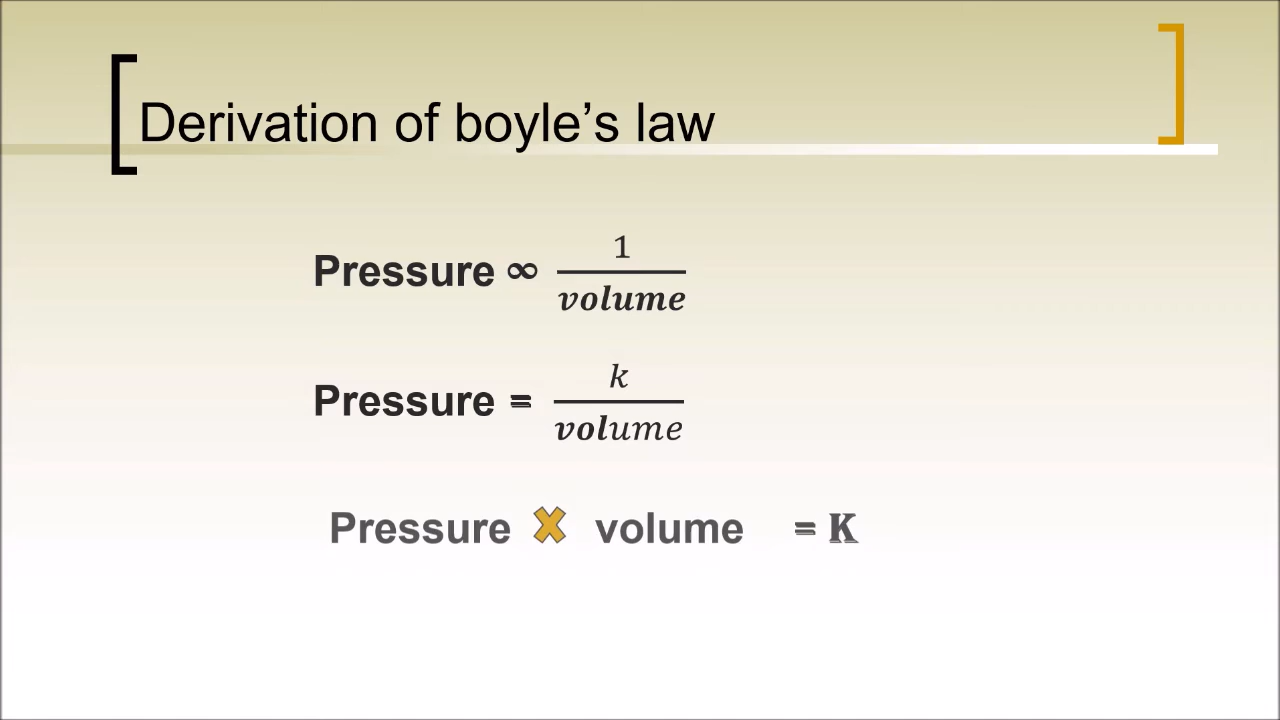 Derivation of boyle’s law
Pressure ∞ 1/volume
Pressure = k/volume
Pressure × volume = K